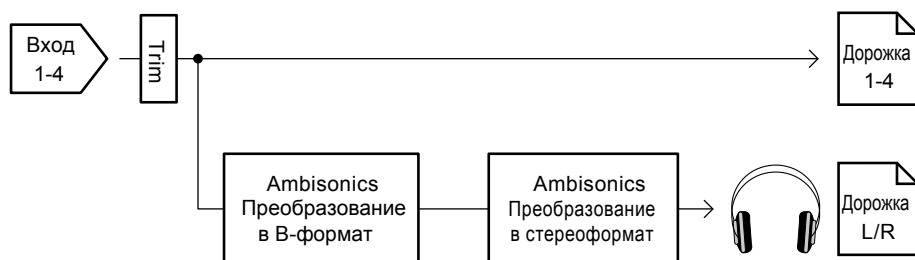 Вход
1-4
Trim
Дорожка
1-4
Ambisonics
Преобразование
в B-формат
Ambisonics
Преобразование
в стереоформат
Дорожка
L/R